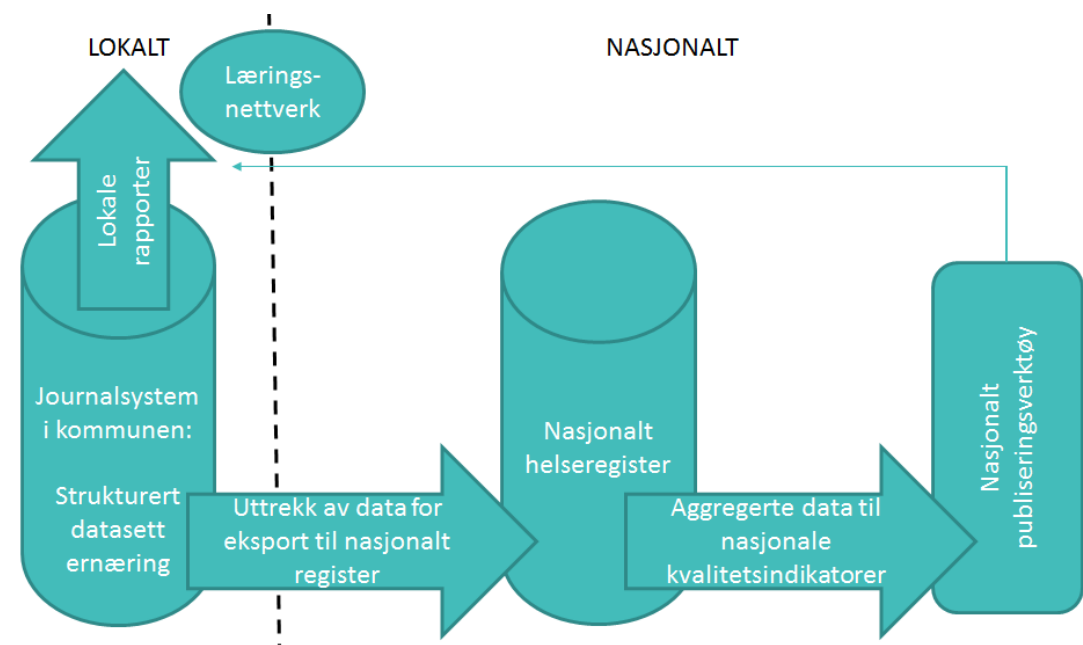 LOKALT
NASJONALT
Lærings-
nettverk
Lokale
rapporter
Journalsystem
i kommunen:
Strukturert
datasett
ernæring
Uttrekk av data for
eksport til nasjonalt
register
Nasjonalt
helseregister
Aggregerte data til
nasjonale
kvalitetsindikatorer
Nasjonalt
publiseringsverktøy